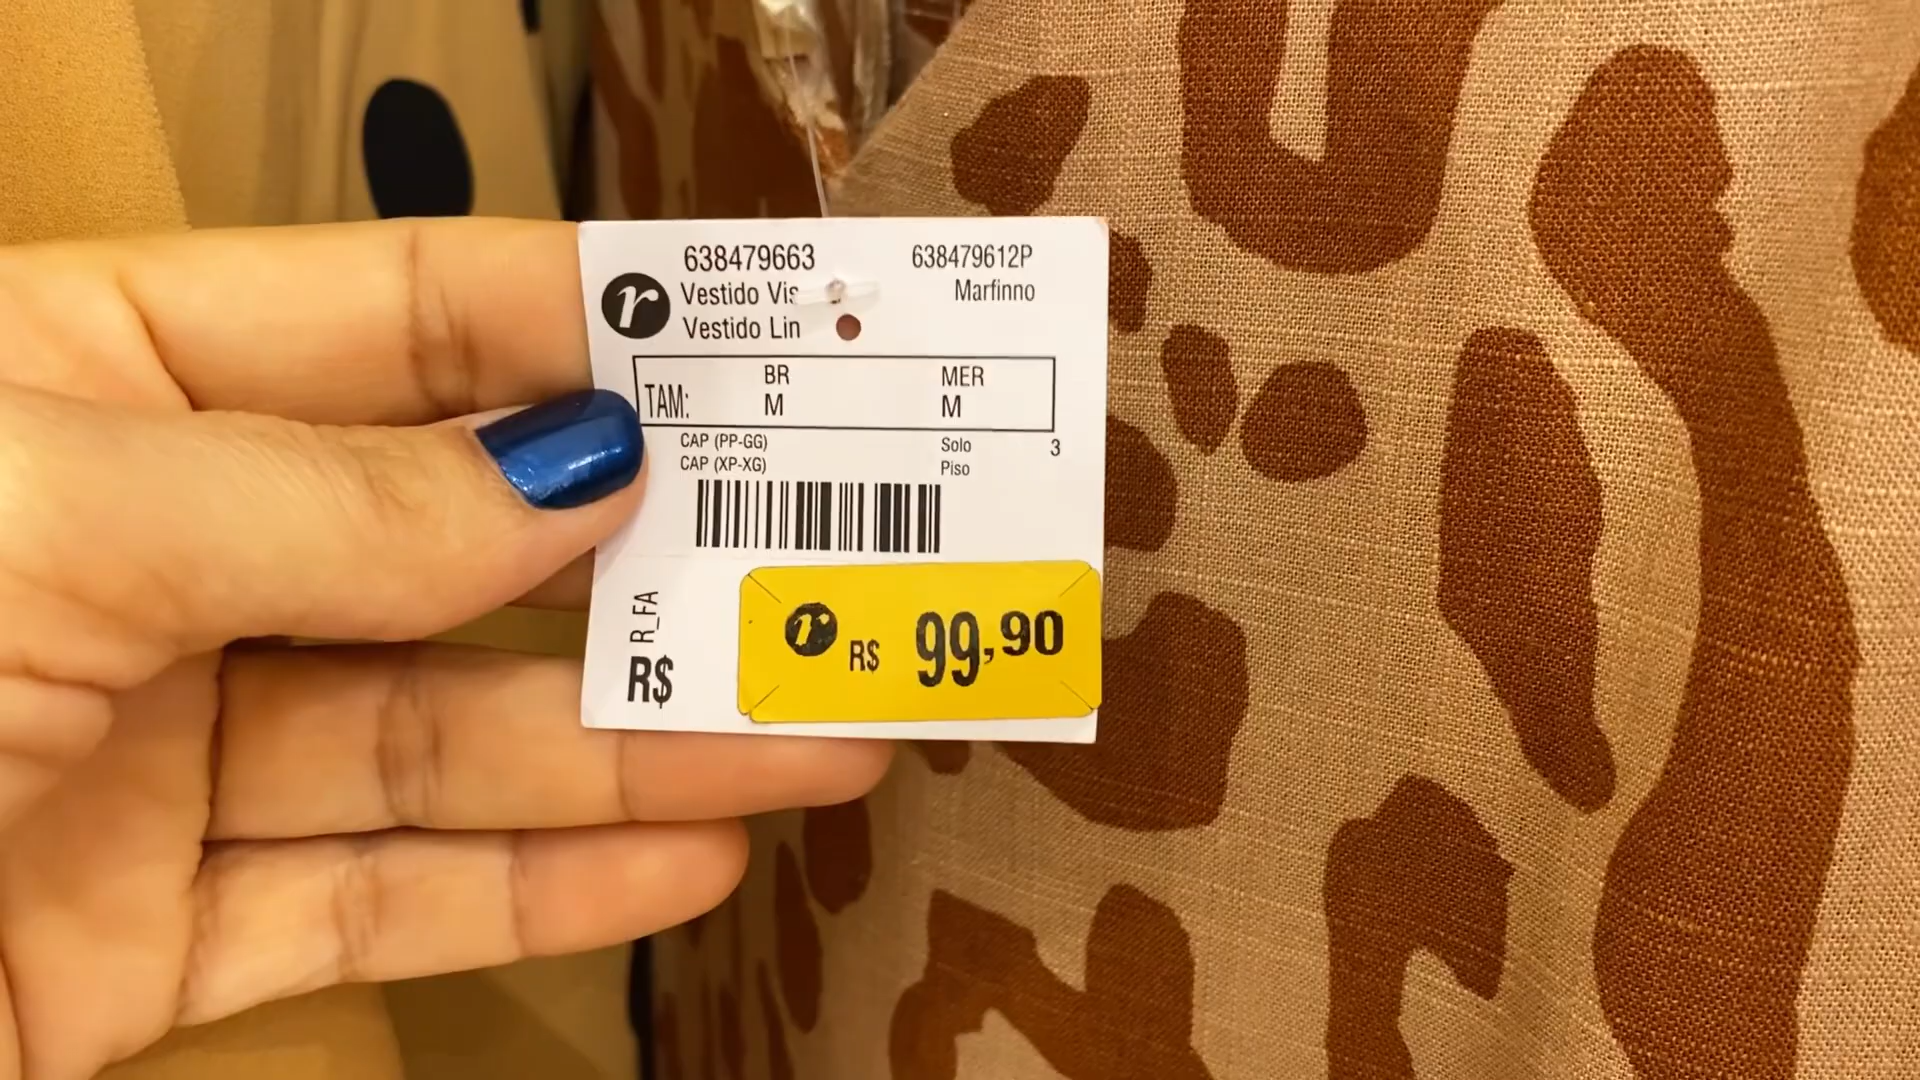 638479663 638479612P
r Vestido Vis Marfinno
Vestido Lin
BR MER
TAM: M M
CAP (PP-GG) Solo 3
CAP (XP-XG) Piso
R_FA
R$
r R$ 99,90